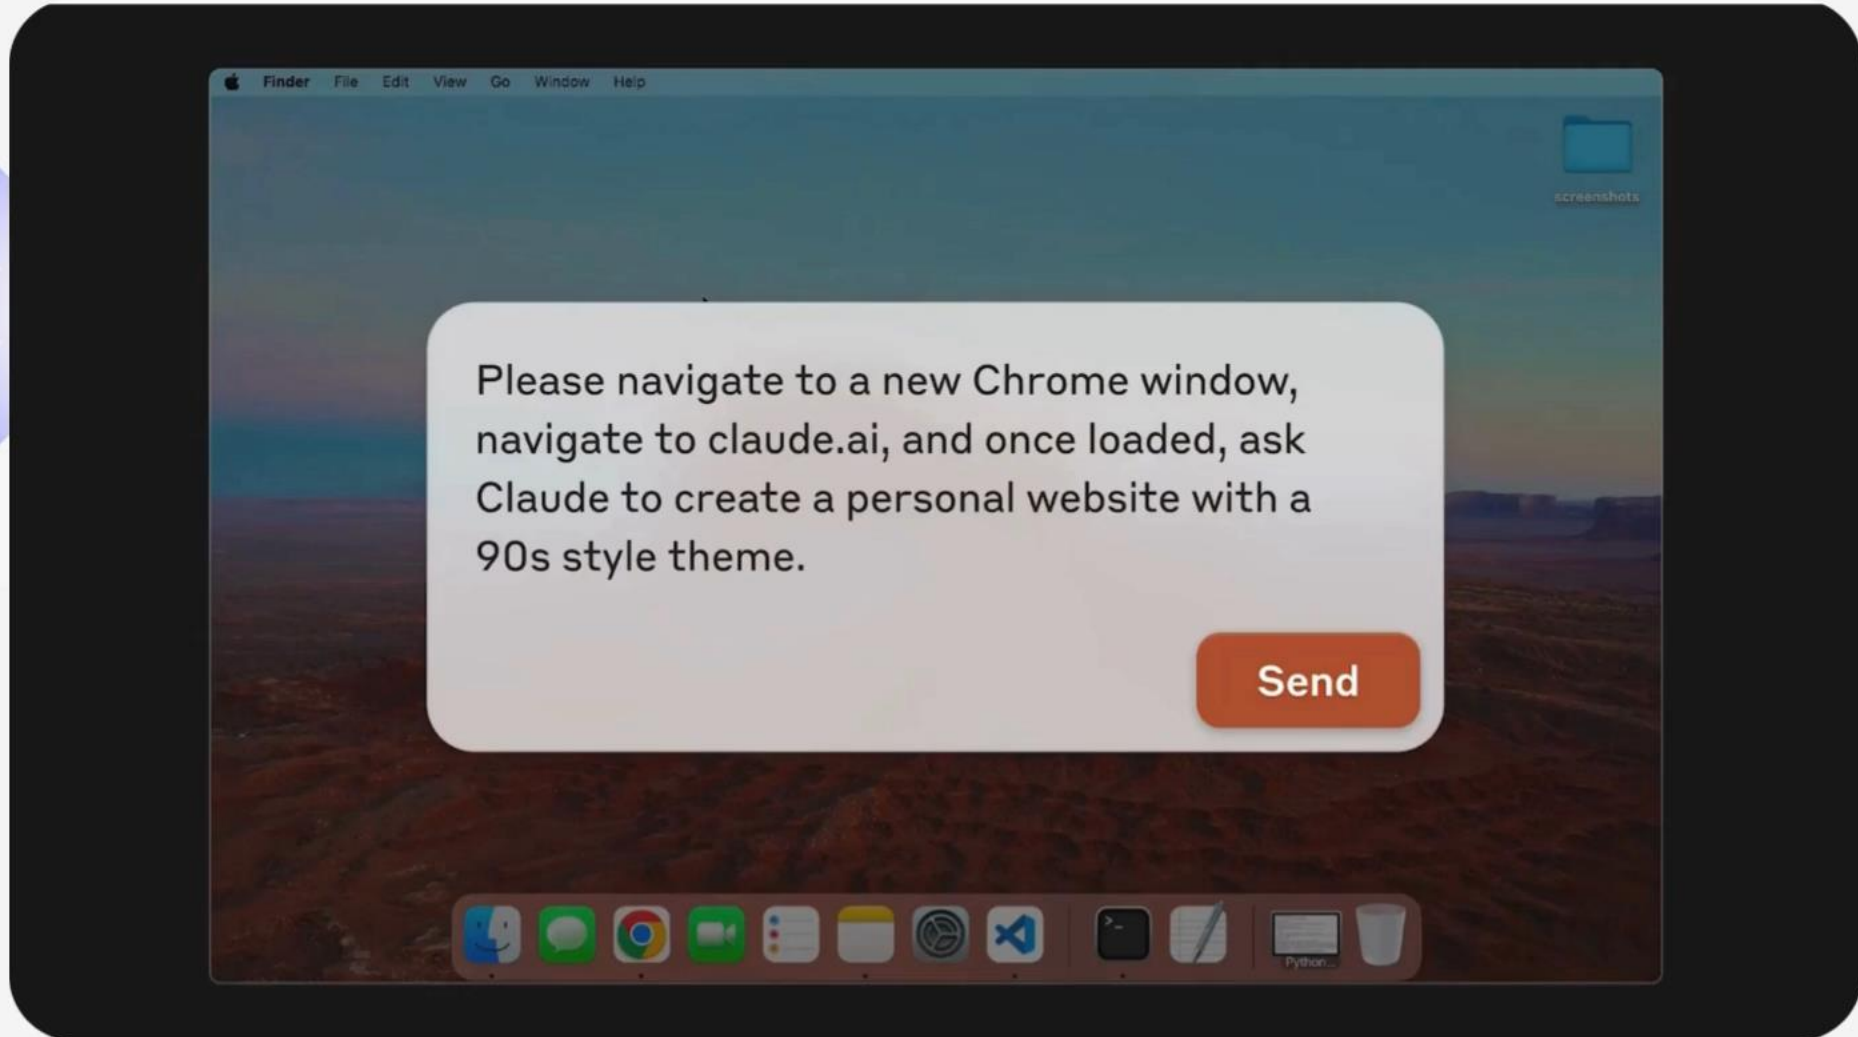 Finder File Edit View Go Window Help
screenshots
Please navigate to a new Chrome window,
navigate to claude.ai, and once loaded, ask
Claude to create a personal website with a
90s style theme.
Send
>_
Python...